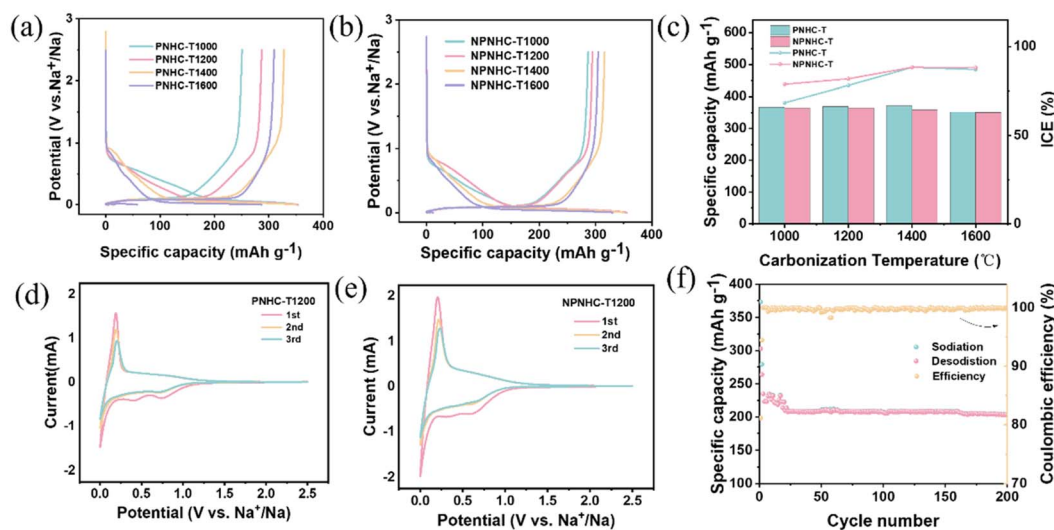 (a)
PNHC-T1000
PNHC-T1200
PNHC-T1400
PNHC-T1600
Potential (V vs.Na+/Na)
3
2
1
0
0 100 200 300 400
Specific capacity (mAh g-1)
(b)
NPNHC-T1000
NPNHC-T1200
NPNHC-T1400
NPNHC-T1600
Potential (V vs.Na+/Na)
3
2
1
0
0 100 200 300 400
Specific capacity (mAh g-1)
(c)
PNHC-T
NPNHC-T
PNHC-T
NPNHC-T
Specific capacity (mAh g-1)
600
500
400
300
200
100
0
100
50
0
ICE (%)
1000 1200 1400 1600
Carbonization Temperature (℃)
(d)
PNHC-T1200
1st
2nd
3rd
Current(mA)
2
1
0
-1
-2
0.0 0.5 1.0 1.5 2.0 2.5
Potential (V vs. Na+/Na)
(e)
NPNHC-T1200
1st
2nd
3rd
Current(mA)
2
1
0
-1
-2
0.0 0.5 1.0 1.5 2.0 2.5
Potential (V vs. Na+/Na)
(f)
Sodiation
Desodistion
Efficiency
Specific capacity (mAh g-1)
400
350
300
250
200
150
100
100
90
80
70
Coulombic efficiency (%)
0 50 100 150 200
Cycle number